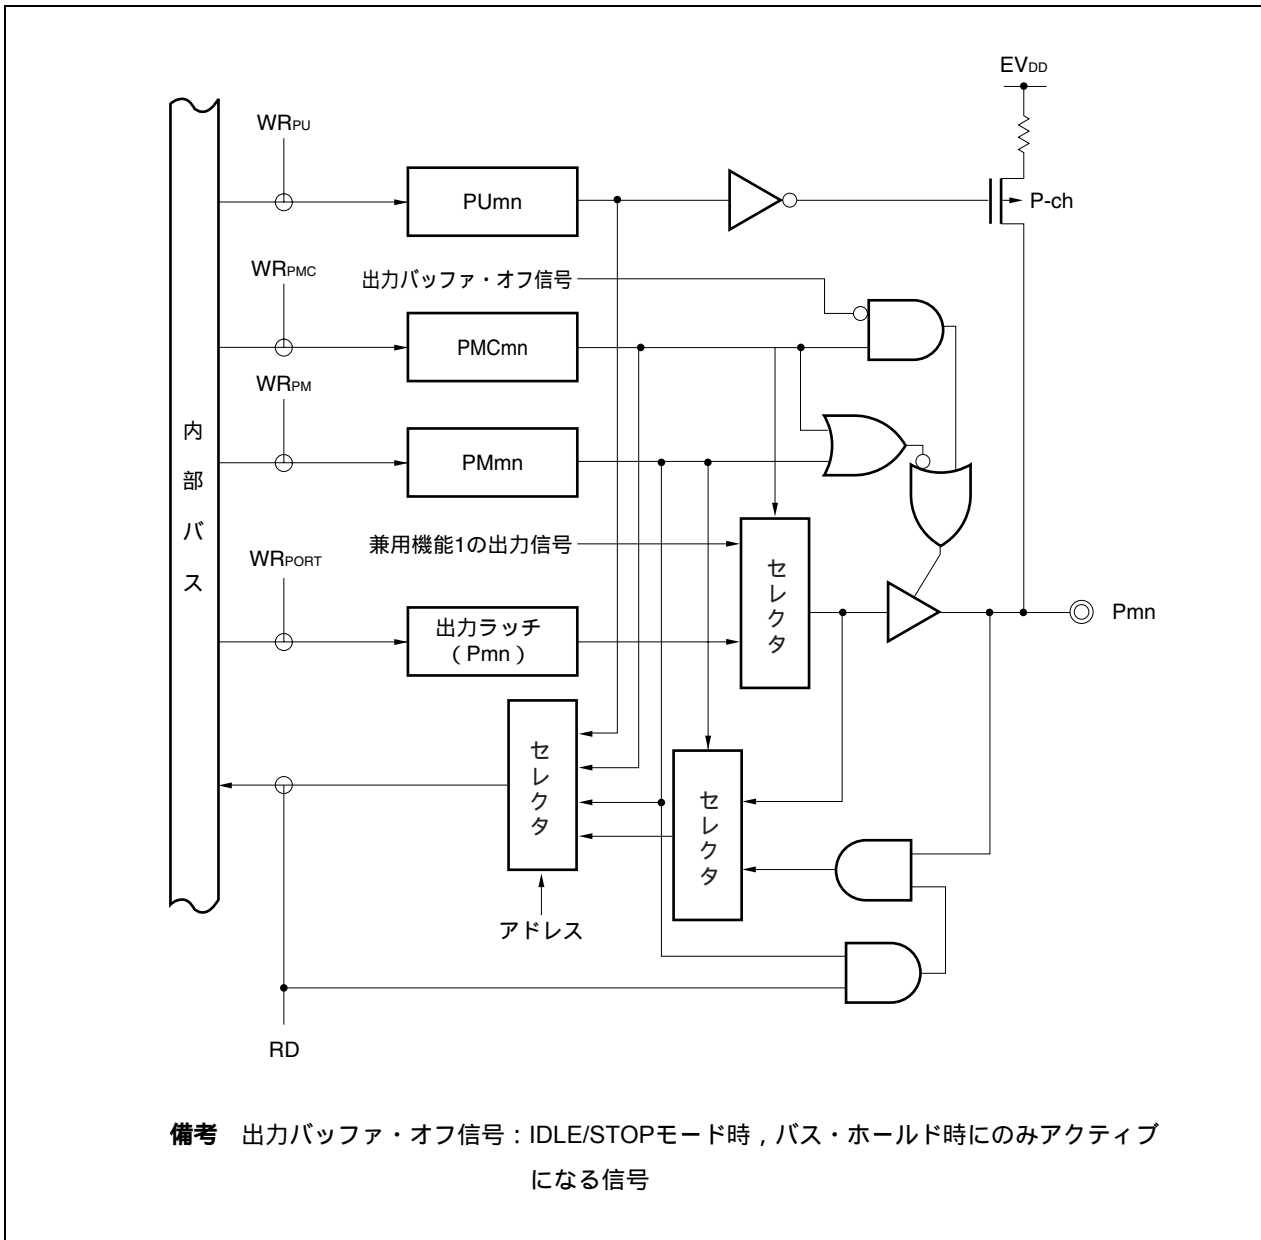 EVDD
WRPU
PUmn
P-ch
WRPMC
出力バッファ・オフ信号
PMCmn
WRPM
内部バス
PMmn
兼用機能1の出力信号
セレクタ
WRPORT
出力ラッチ
（Pmn）
Pmn
セレクタ
セレクタ
アドレス
RD
備考 出力バッファ・オフ信号：IDLE/STOPモード時，バス・ホールド時にのみアクティブ
になる信号